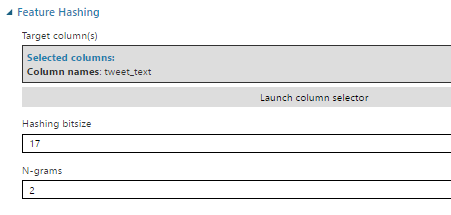 Feature Hashing
Target column(s)
Selected columns:
Column names: tweet_text
Launch column selector
Hashing bitsize
17
N-grams
2